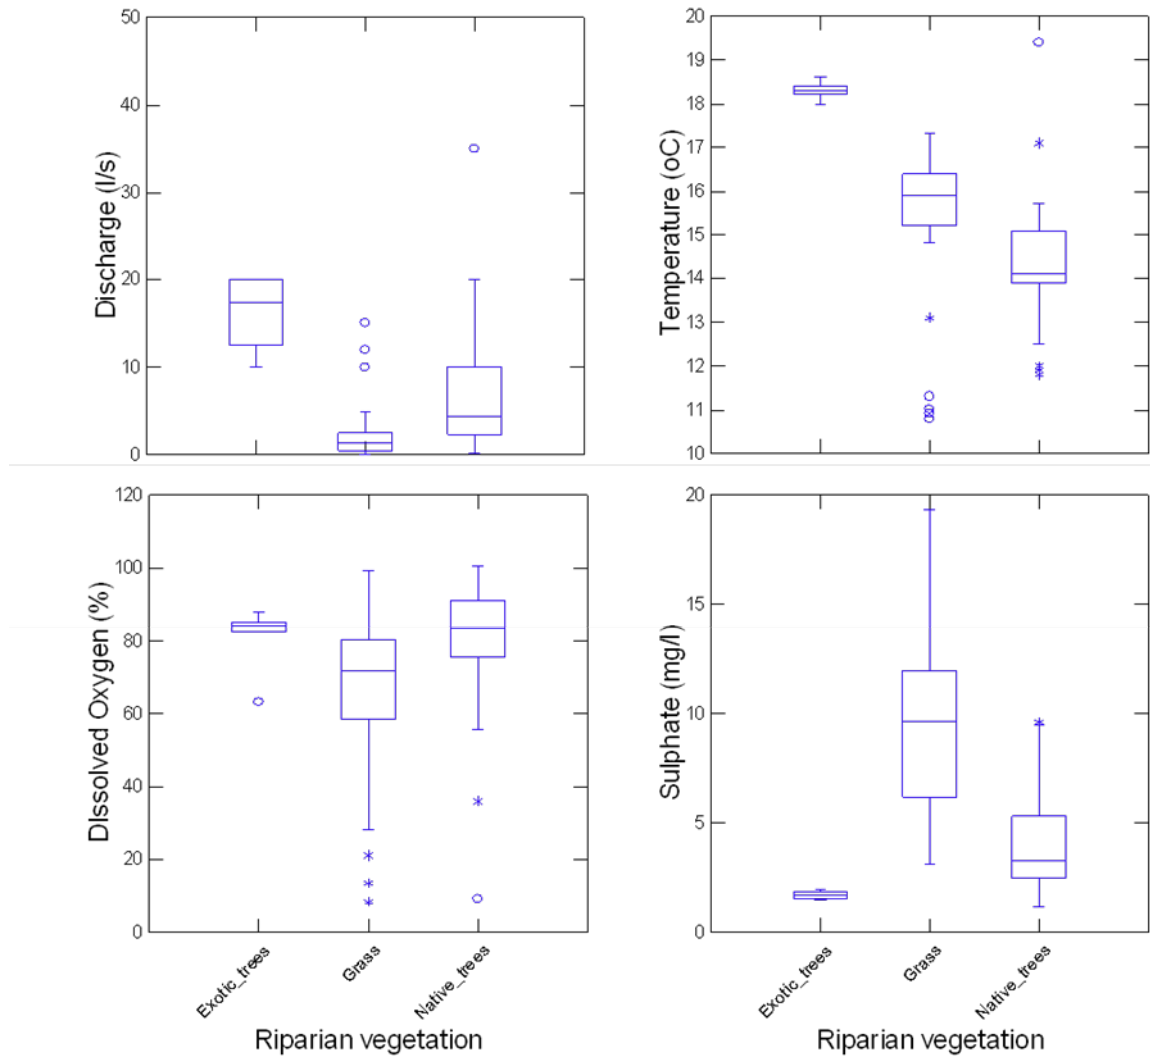 50
40
30
20
10
0
Discharge (l/s)
20
19
18
17
16
15
14
13
12
11
10
Temperature (oC)
120
100
80
60
40
20
0
DIssolved Oxygen (%)
Exotic_trees
Grass
Native_trees
Riparian vegetation
20
15
10
5
0
Sulphate (mg/l)
Exotic_trees
Grass
Native_trees
Riparian vegetation